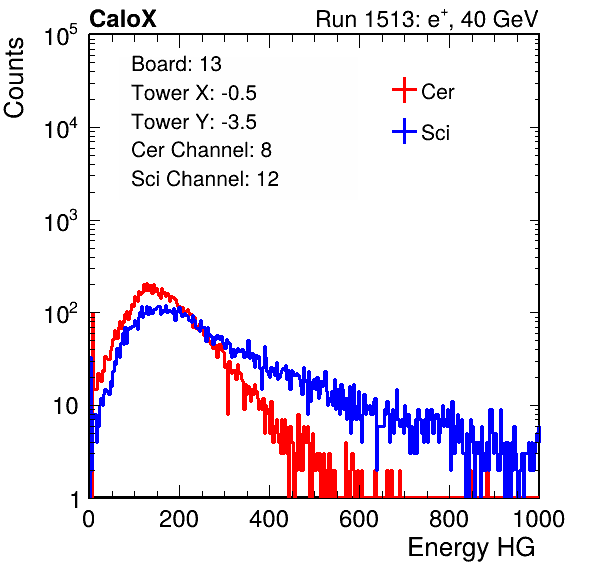 CaloX Run 1513: e⁺, 40 GeV
Counts
Board: 13
Tower X: -0.5
Tower Y: -3.5
Cer Channel: 8
Sci Channel: 12
Cer
Sci
10⁵
10⁴
10³
10²
10
1
0 200 400 600 800 1000
Energy HG